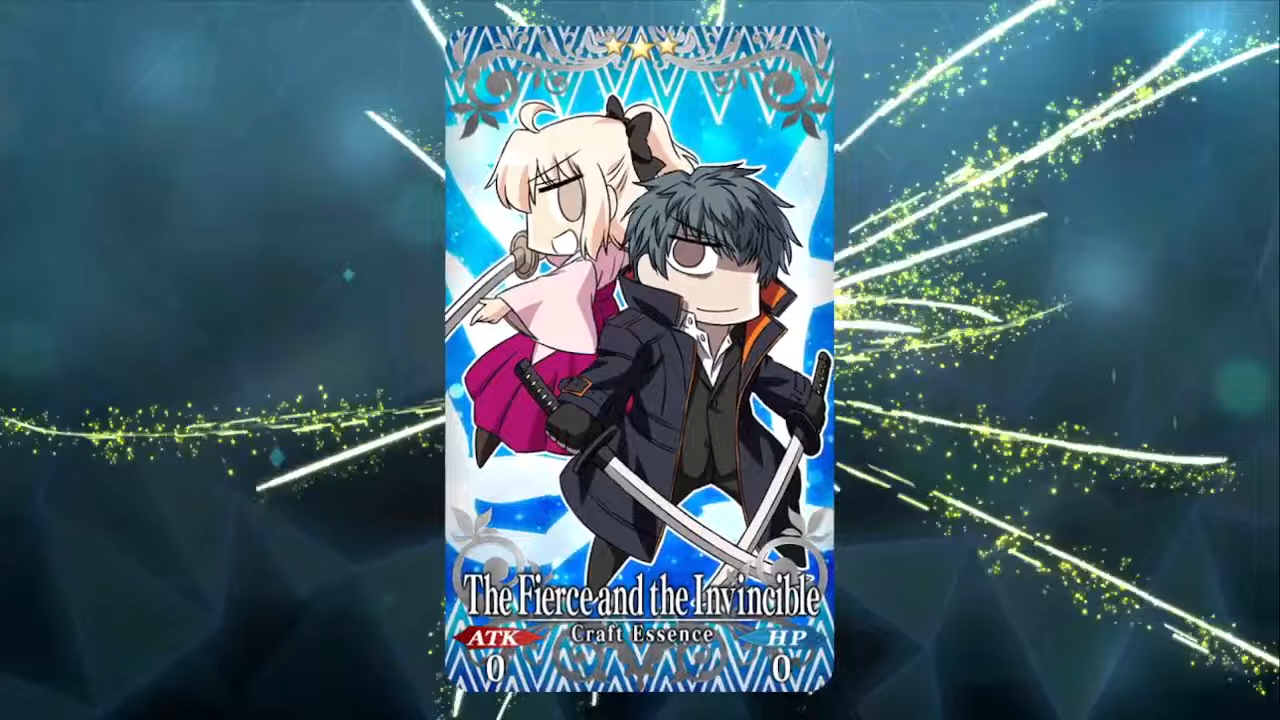 The Fierce and the Invincible
Craft Essence
ATK HP
0 0